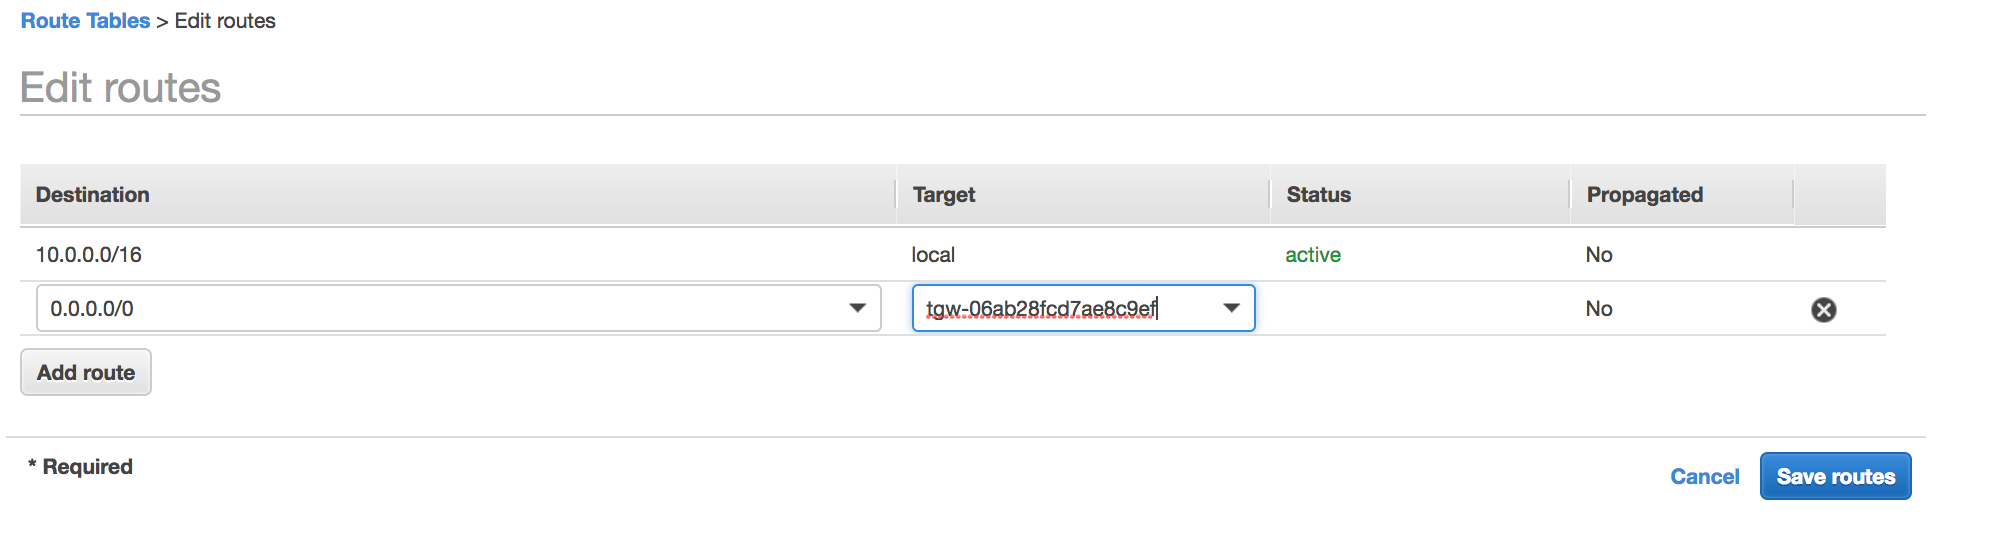 Route Tables > Edit routes
Edit routes
Destination Target Status Propagated
10.0.0.0/16 local active No
0.0.0.0/0 tgw-06ab28fcd7ae8c9ef No
Add route
* Required
Cancel Save routes